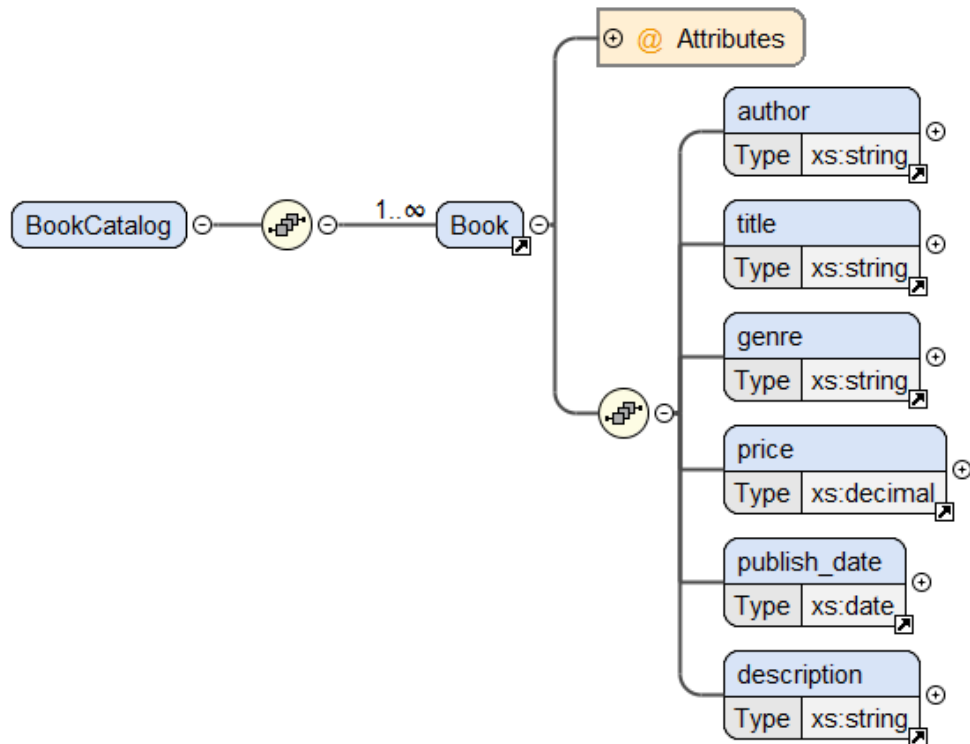 @ Attributes
author
Type xs:string
BookCatalog
1..∞
Book
title
Type xs:string
genre
Type xs:string
price
Type xs:decimal
publish_date
Type xs:date
description
Type xs:string